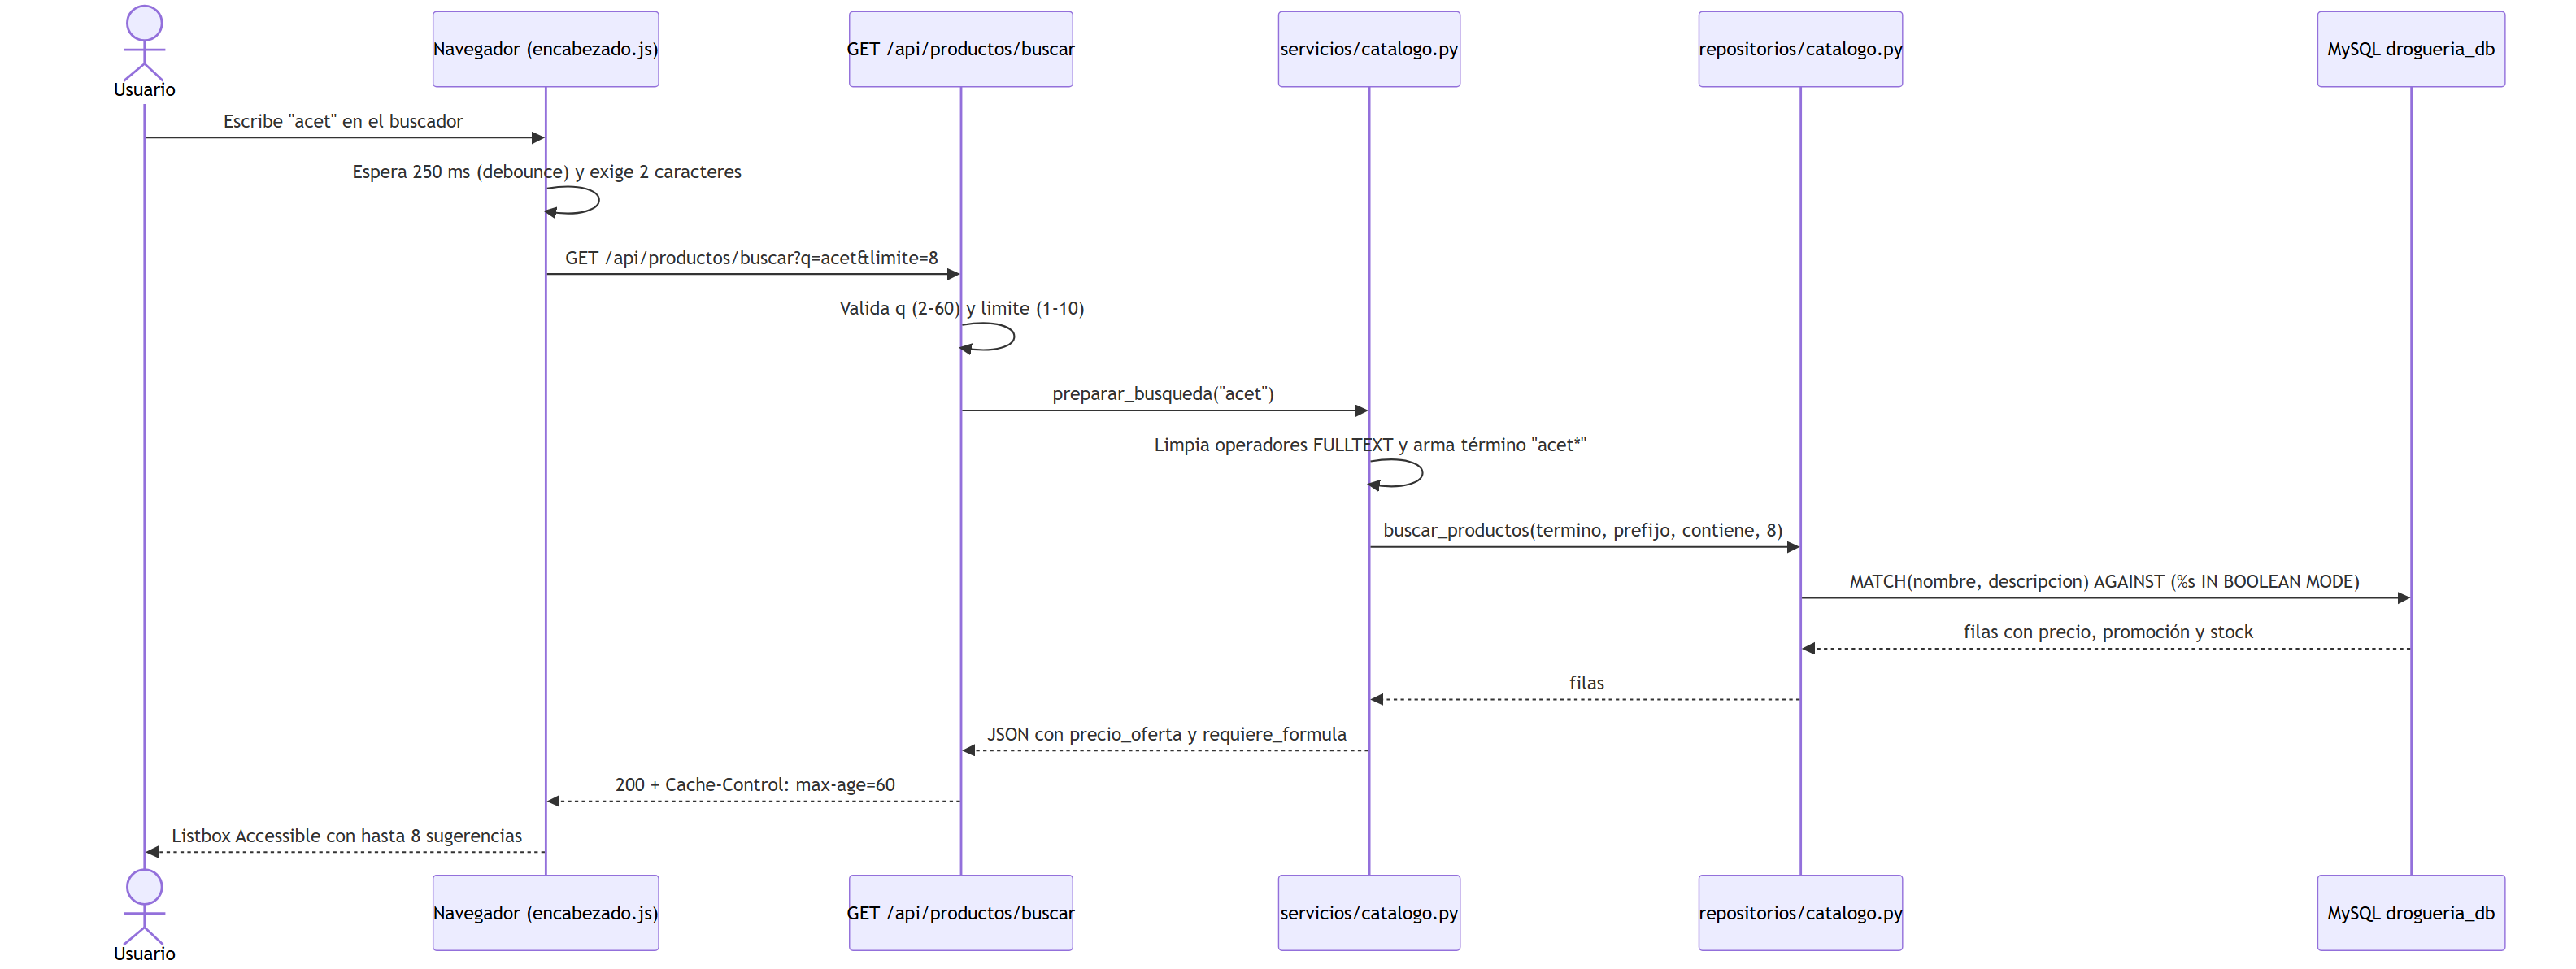 Navegador (encabezado.js)
GET /api/productos/buscar
servicios/catalogo.py
repositorios/catalogo.py
MySQL drogueria_db
Usuario
Escribe "acet" en el buscador
Espera 250 ms (debounce) y exige 2 caracteres
GET /api/productos/buscar?q=acet&limite=8
Valida q (2-60) y limite (1-10)
preparar_busqueda("acet")
Limpia operadores FULLTEXT y arma término "acet*"
buscar_productos(termino, prefijo, contiene, 8)
MATCH(nombre, descripcion) AGAINST (%s IN BOOLEAN MODE)
filas con precio, promoción y stock
filas
JSON con precio_oferta y requiere_formula
200 + Cache-Control: max-age=60
Listbox Accessible con hasta 8 sugerencias
Navegador (encabezado.js)
GET /api/productos/buscar
servicios/catalogo.py
repositorios/catalogo.py
MySQL drogueria_db
Usuario